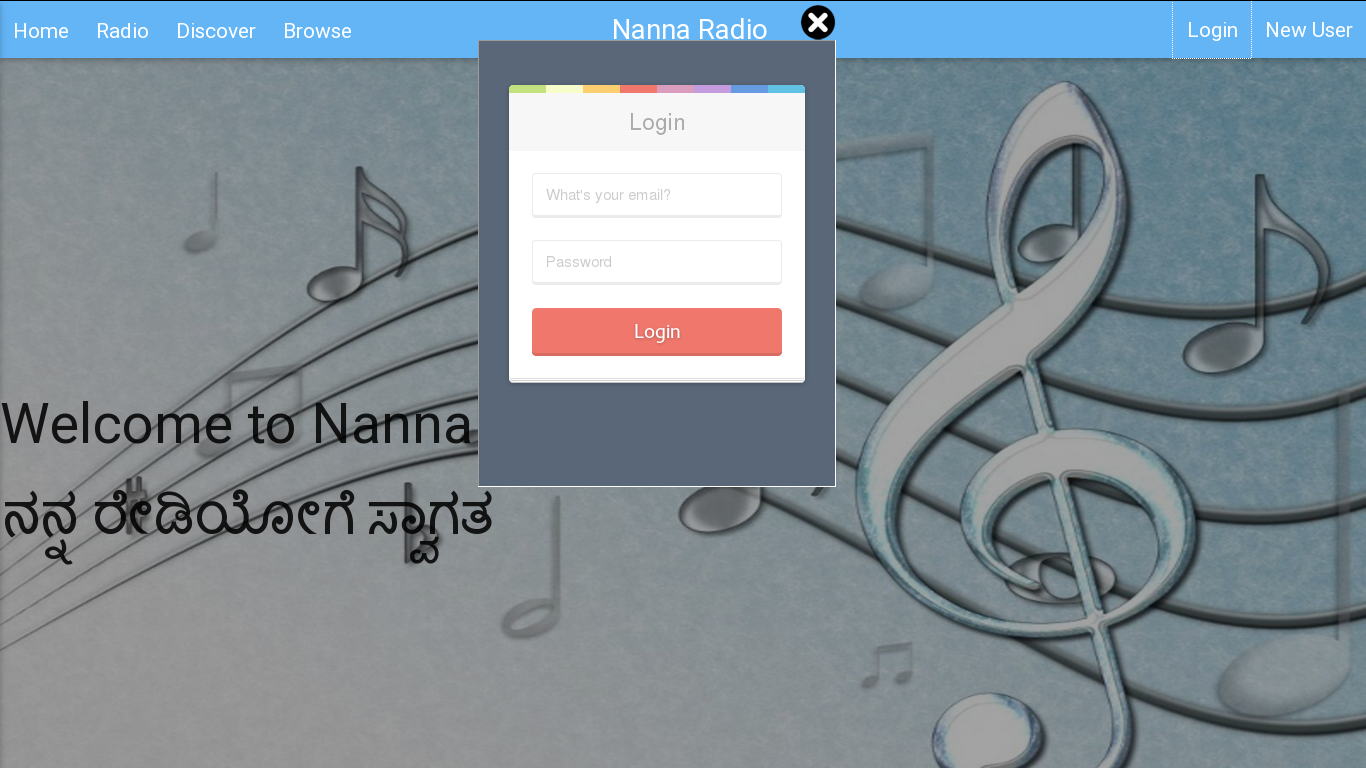 Home Radio Discover Browse Nanna Radio Login New User
Login
What's your email?
Password
Login
Welcome to Nanna
ನನ್ನ ರೇಡಿಯೋಗೆ ಸ್ವಾಗತ